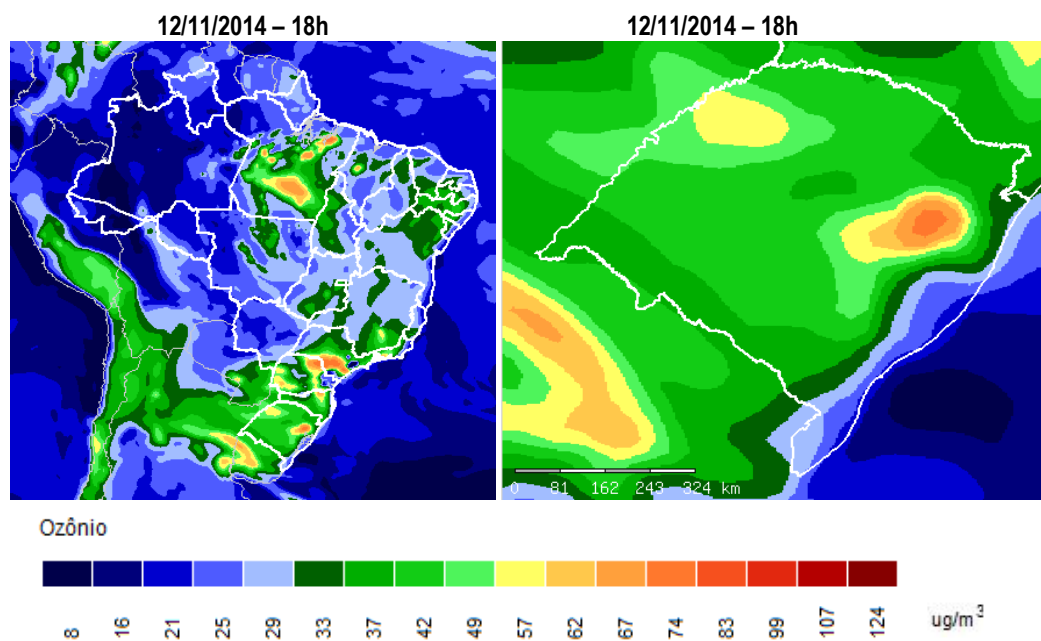 12/11/2014 – 18h
12/11/2014 – 18h
0 81 162 243 324 km
Ozônio
8 16 21 25 29 33 37 42 49 57 62 67 74 83 99 107 124 ug/m³